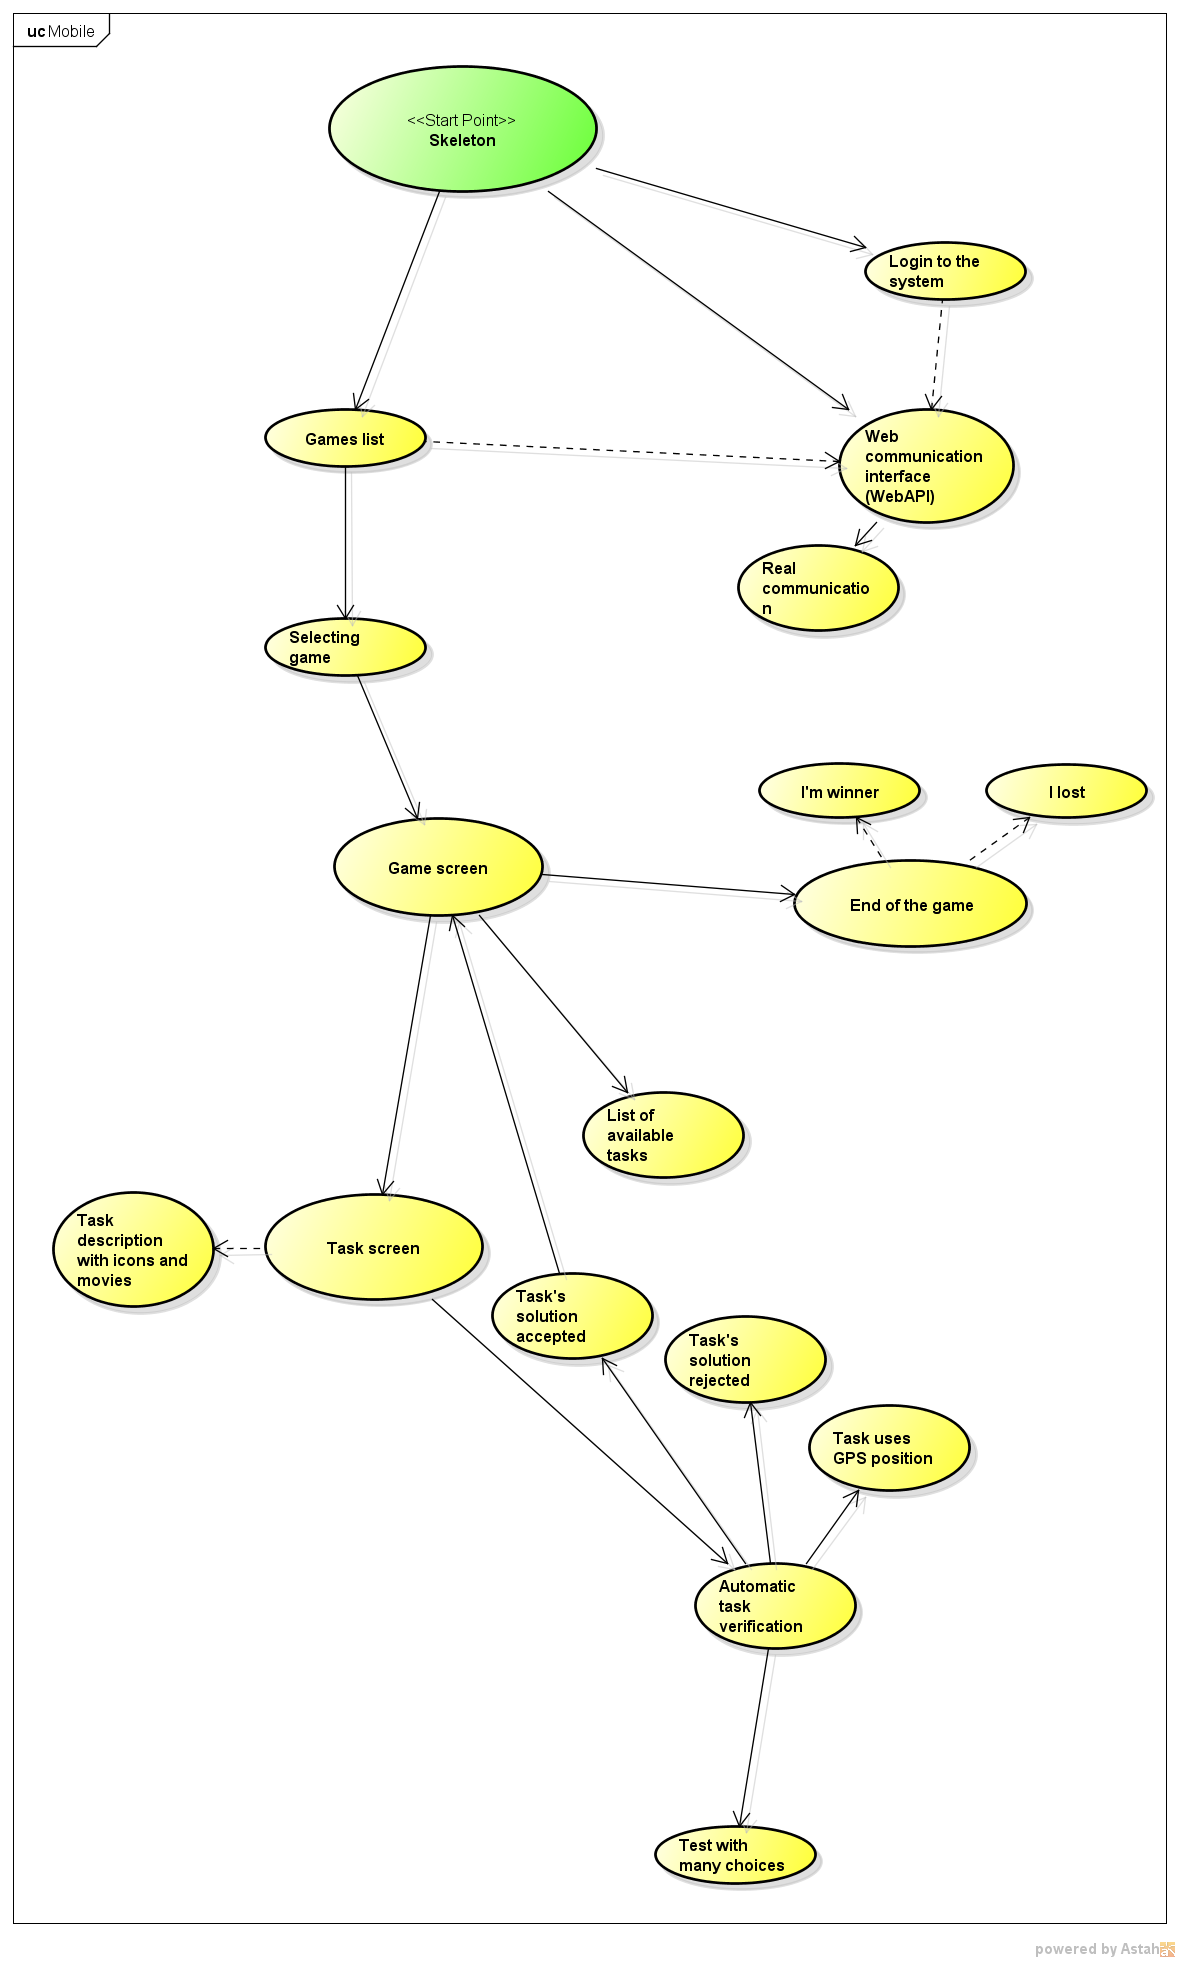 uc Mobile
<<Start Point>>
Skeleton
Login to the
system
Games list
Web
communication
interface
(WebAPI)
Real
communicatio
n
Selecting
game
I'm winner
I lost
Game screen
End of the game
List of
available
tasks
Task
description
with icons and
movies
Task screen
Task's
solution
accepted
Task's
solution
rejected
Task uses
GPS position
Automatic
task
verification
Test with
many choices
powered by Astah